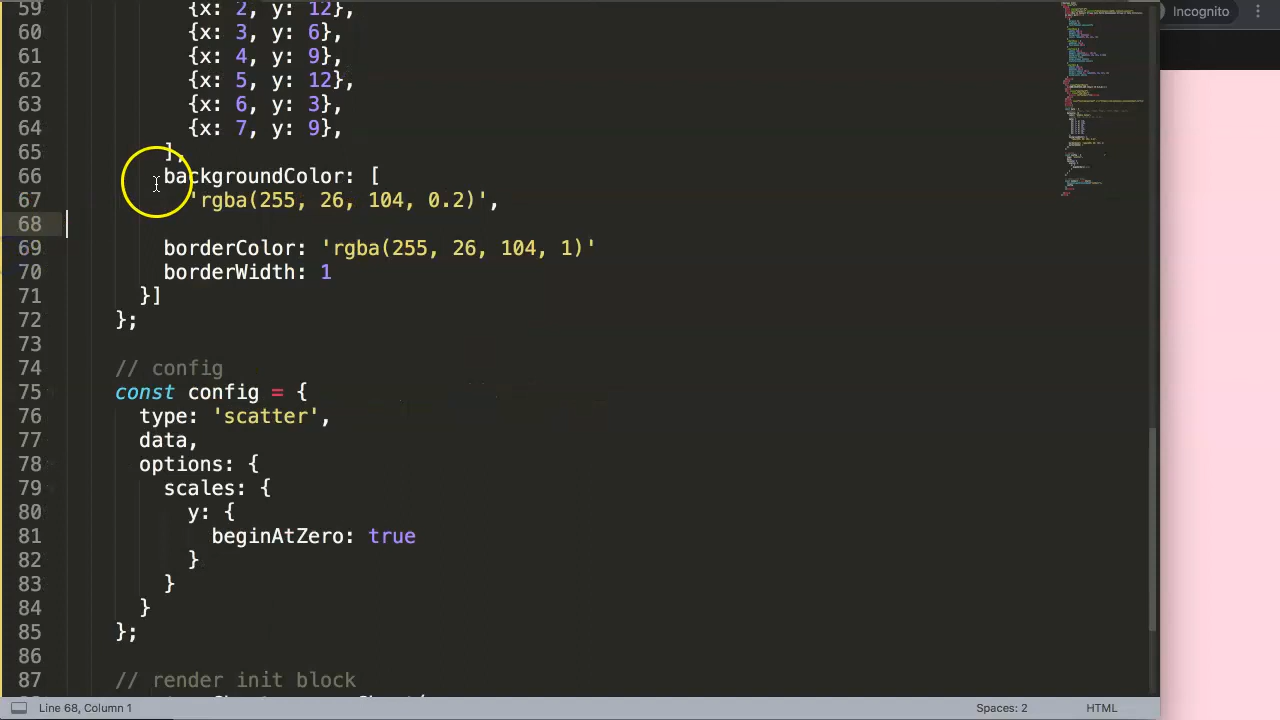 Incognito
59 {x: 2, y: 12},
60 {x: 3, y: 6},
61 {x: 4, y: 9},
62 {x: 5, y: 12},
63 {x: 6, y: 3},
64 {x: 7, y: 9},
65 ],
66 backgroundColor: [
67 'rgba(255, 26, 104, 0.2)',
68
69 borderColor: 'rgba(255, 26, 104, 1)'
70 borderWidth: 1
71 }]
72 };
73
74 // config
75 const config = {
76 type: 'scatter',
77 data,
78 options: {
79 scales: {
80 y: {
81 beginAtZero: true
82 }
83 }
84 }
85 };
86
87 // render init block
Line 68, Column 1
Spaces: 2
HTML